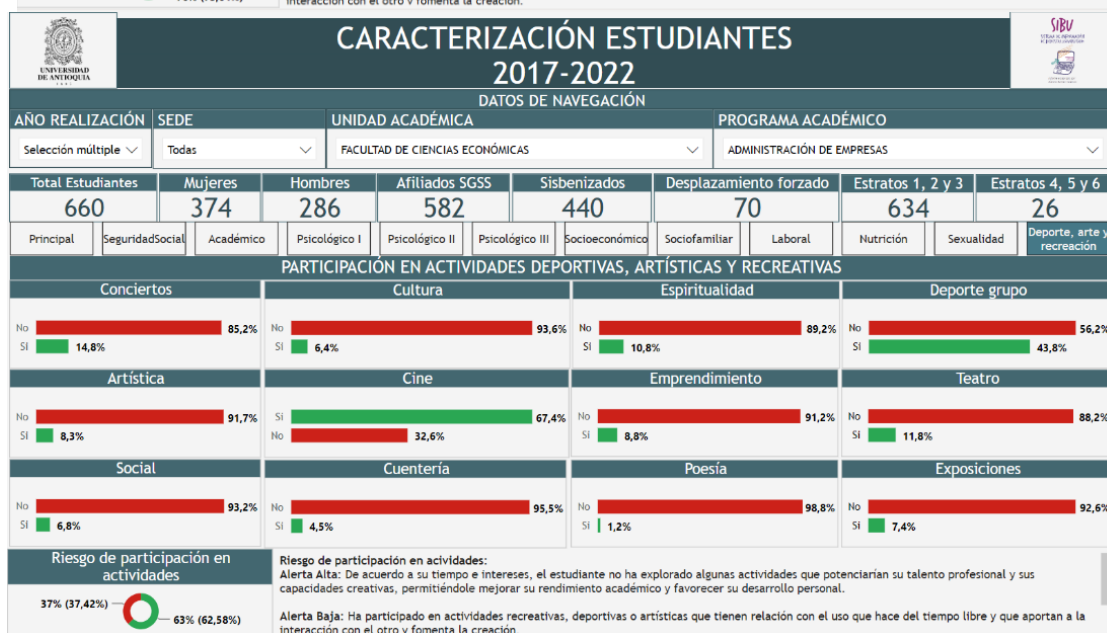 interacción con el otro y fomenta la creación.
UNIVERSIDAD
DE ANTIOQUIA
CARACTERIZACIÓN ESTUDIANTES
2017-2022
SIBU
DATOS DE NAVEGACIÓN
AÑO REALIZACIÓN SEDE UNIDAD ACADÉMICA PROGRAMA ACADÉMICO
Selección múltiple Todas FACULTAD DE CIENCIAS ECONÓMICAS ADMINISTRACIÓN DE EMPRESAS
Total Estudiantes Mujeres Hombres Afiliados SGSS Sisbenizados Desplazamiento forzado Estratos 1, 2 y 3 Estratos 4, 5 y 6
660 374 286 582 440 70 634 26
Principal SeguridadSocial Académico Psicológico I Psicológico II Psicológico III Socioeconómico Sociofamiliar Laboral Nutrición Sexualidad Deporte, arte y
recreación
PARTICIPACIÓN EN ACTIVIDADES DEPORTIVAS, ARTÍSTICAS Y RECREATIVAS
Conciertos Cultura Espiritualidad Deporte grupo
No 85,2% No 93,6% No 89,2% No 56,2%
SI 14,8% SI 6,4% SI 10,8% SI 43,8%
Artística Cine Emprendimiento Teatro
No 91,7% Si 67,4% No 91,2% No 88,2%
SI 8,3% No 32,6% SI 8,8% Si 11,8%
Social Cuentería Poesía Exposiciones
No 93,2% No 95,5% No 98,8% No 92,6%
SI 6,8% SI 4,5% Si 1,2% Si 7,4%
Riesgo de participación en
actividades
37% (37,42%)
63% (62,58%)
Riesgo de participación en acividades:
Alerta Alta: De acuerdo a su tiempo e intereses, el estudiante no ha explorado algunas actividades que potenciarían su talento profesional y sus
capacidades creativas, permitiéndole mejorar su rendimiento académico y favorecer su desarrollo personal.
Alerta Baja: Ha participado en actividades recreativas, deportivas o artísticas que tienen relación con el uso que hace del tiempo libre y que aportan a la
interacción con el otro y fomenta la creación.